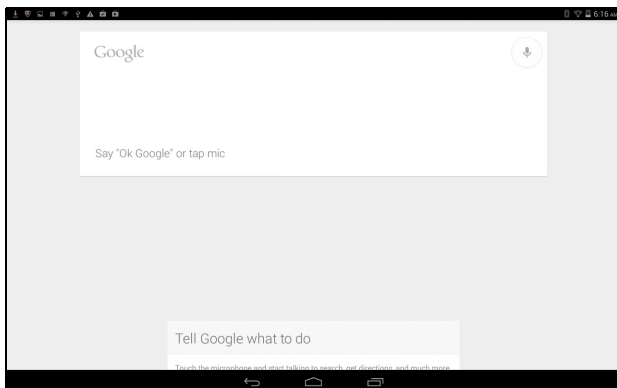 6:16 AM
Google
Say "Ok Google" or tap mic
Tell Google what to do
Touch the microphone and start talking to search, get directions, and much more.